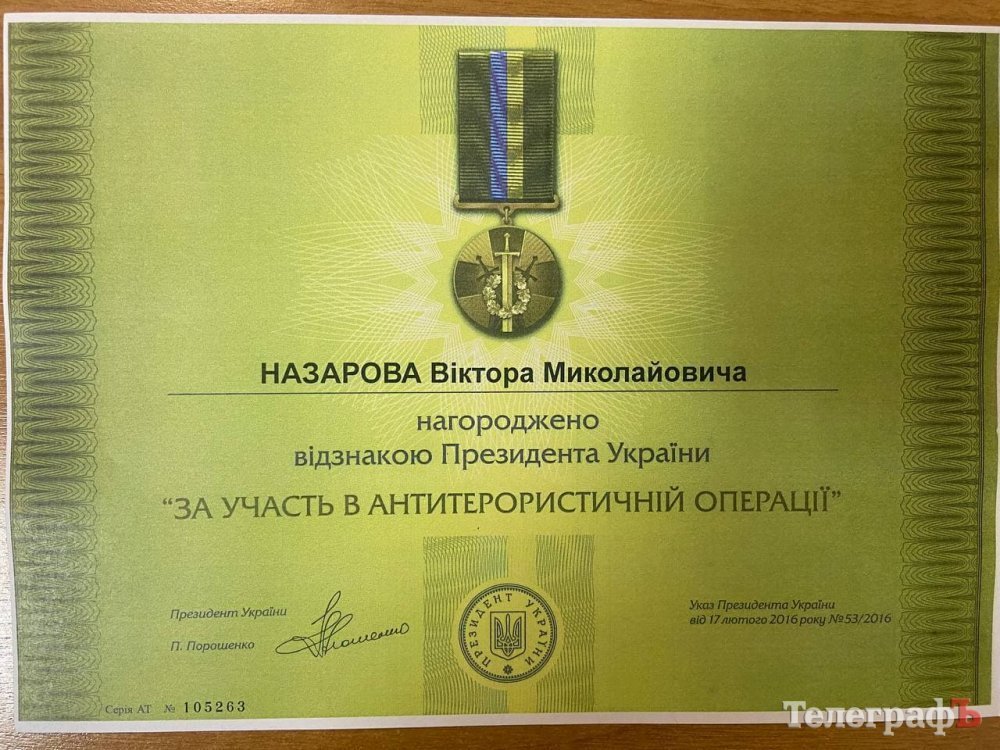 НАЗАРОВА Віктора Миколайовича
нагороджено
відзнакою Президента України
“ЗА УЧАСТЬ В АНТИТЕРОРИСТИЧНІЙ ОПЕРАЦІЇ”
Президент України
П. Порошенко
ПРЕЗИДЕНТ УКРАЇНИ
Указ Президента України
від 17 лютого 2016 року №53/2016
Серія АТ № 105263
ТелеграфЪ